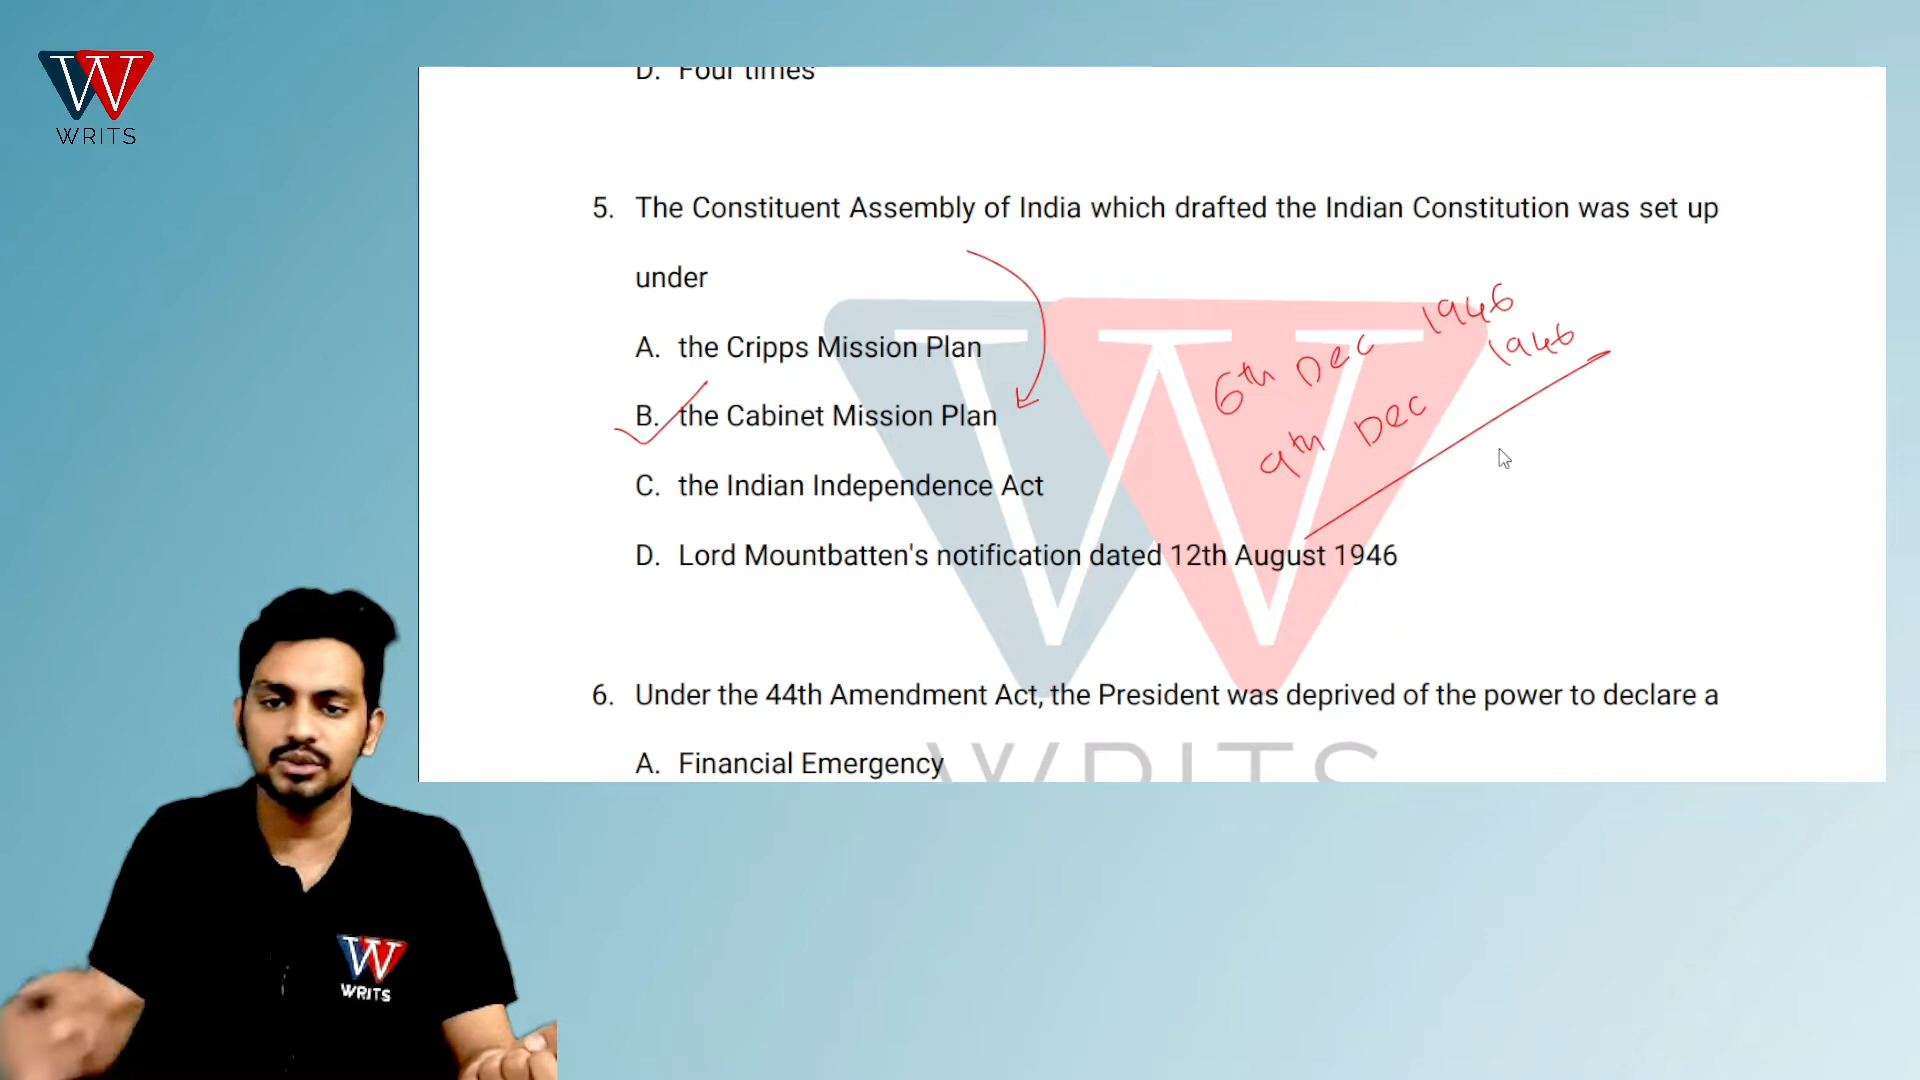 WRITS
D. Four times
5. The Constituent Assembly of India which drafted the Indian Constitution was set up
under
A. the Cripps Mission Plan
B. the Cabinet Mission Plan
C. the Indian Independence Act
D. Lord Mountbatten's notification dated 12th August 1946
6th Dec 1946
9th Dec 1946
6. Under the 44th Amendment Act, the President was deprived of the power to declare a
A. Financial Emergency
WRITS
W
WRITS